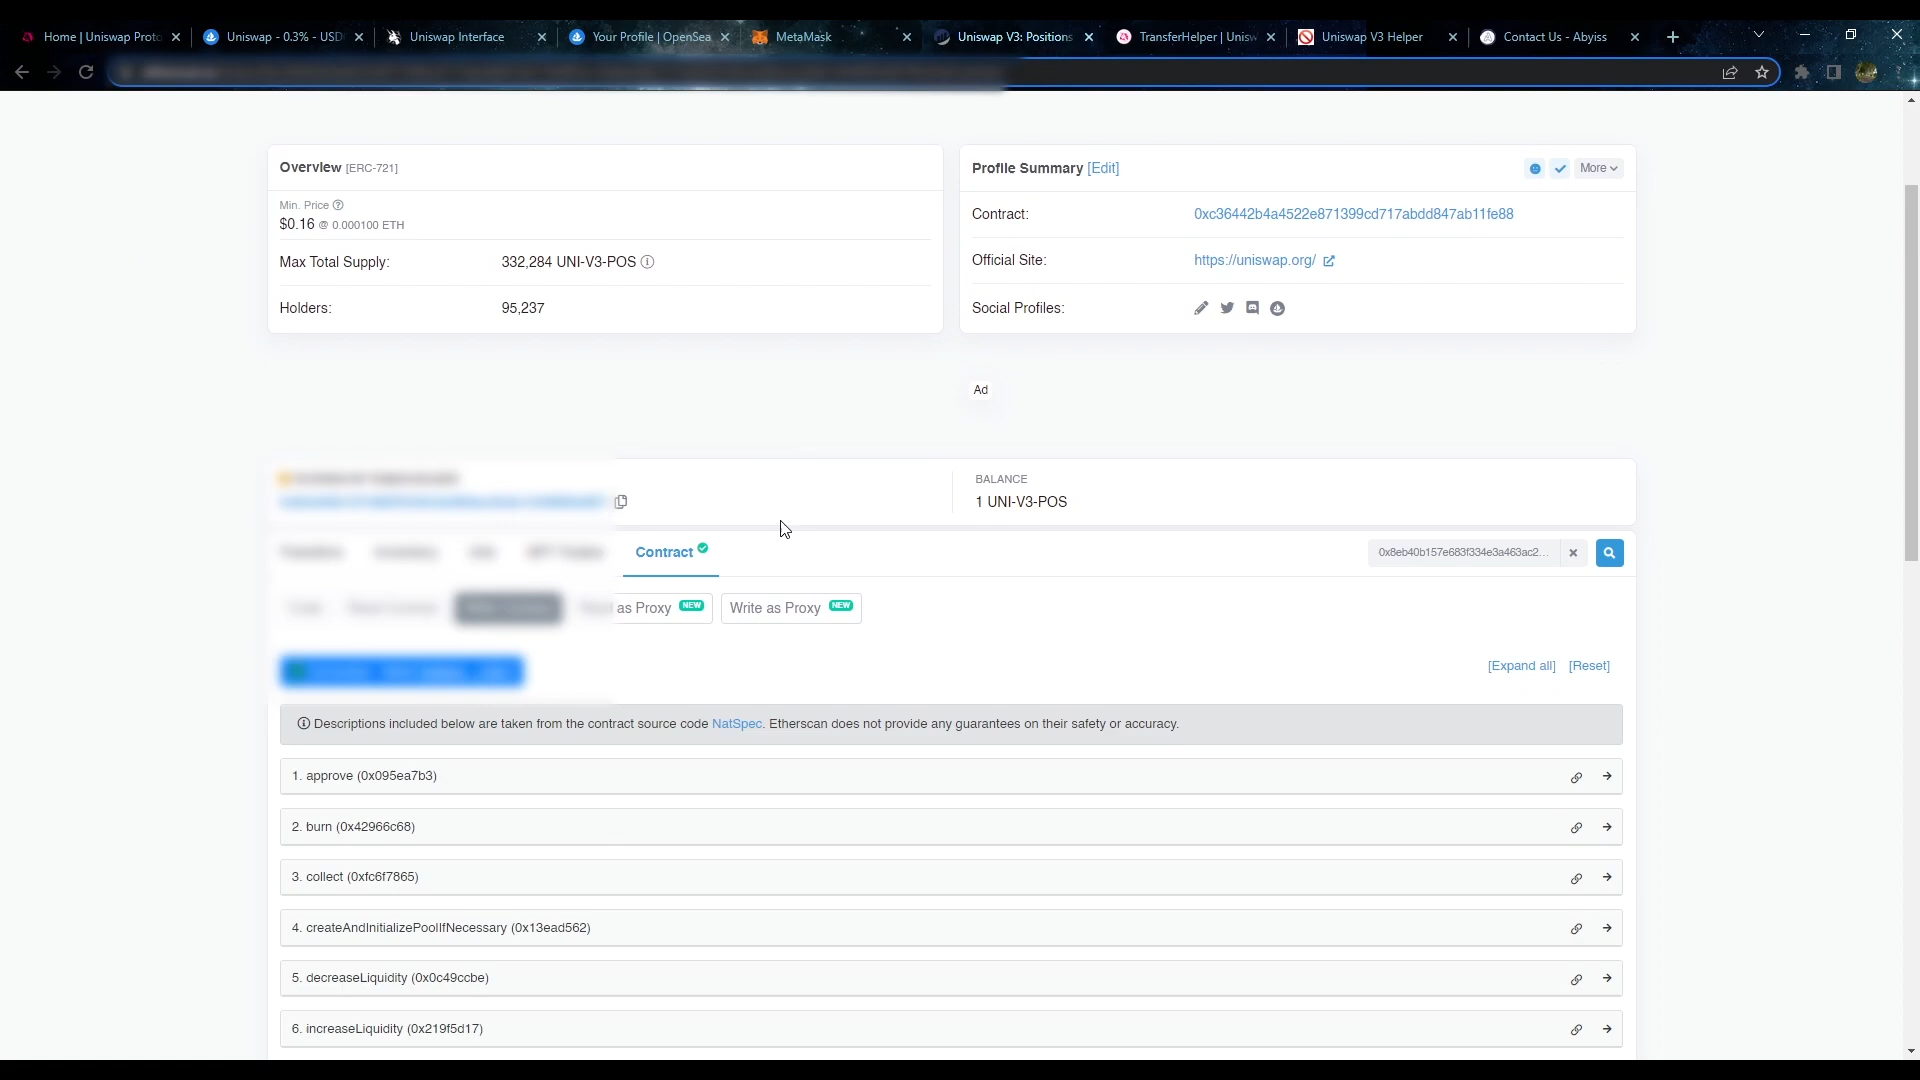 Home | Uniswap Proto
Uniswap - 0.3% - USD
Uniswap Interface
Your Profile | OpenSea
MetaMask
Uniswap V3: Positions
TransferHelper | Unisw
Uniswap V3 Helper
Contact Us - Abyiss
Overview [ERC-721]
Min. Price
$0.16 @ 0.000100 ETH
Max Total Supply: 332,284 UNI-V3-POS
Holders: 95,237
Profile Summary [Edit]
More
Contract: 0xc36442b4a4522e871399cd717abdd847ab11fe88
Official Site: https://uniswap.org/
Social Profiles:
Ad
BALANCE
1 UNI-V3-POS
Contract
0x8eb40b157e683f334e3a463ac2...
as Proxy NEW
Write as Proxy NEW
[Expand all] [Reset]
Descriptions included below are taken from the contract source code NatSpec. Etherscan does not provide any guarantees on their safety or accuracy.
1. approve (0x095ea7b3)
2. burn (0x42966c68)
3. collect (0xfc6f7865)
4. createAndInitializePoolIfNecessary (0x13ead562)
5. decreaseLiquidity (0x0c49ccbe)
6. increaseLiquidity (0x219f5d17)